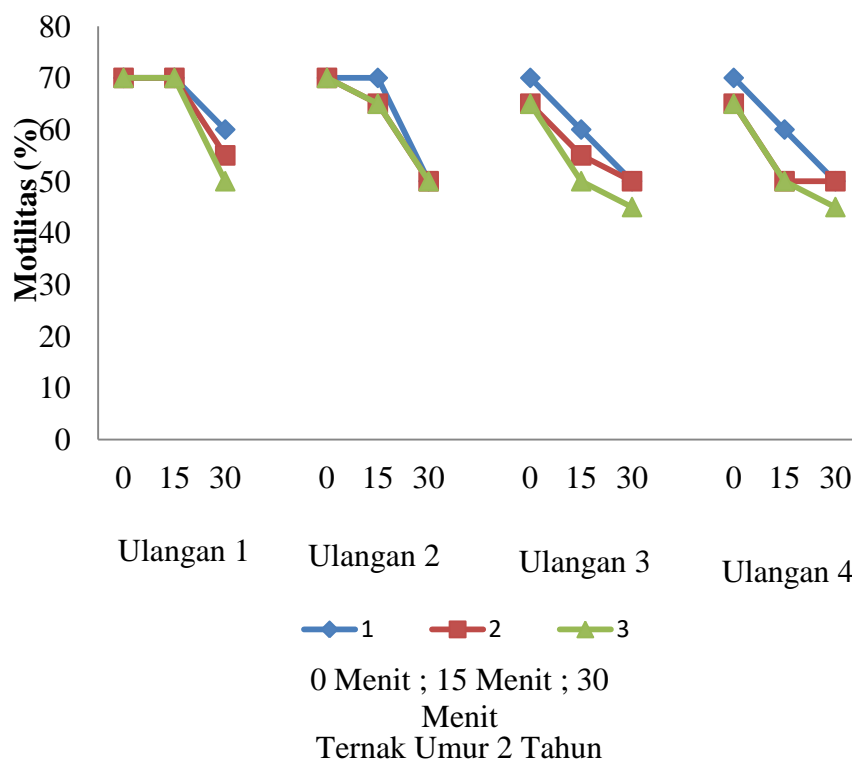 80
70
60
50
40
30
20
10
0
Motilitas (%)
0 15 30 0 15 30 0 15 30 0 15 30
Ulangan 1 Ulangan 2 Ulangan 3 Ulangan 4
1 2 3
0 Menit ; 15 Menit ; 30
Menit
Ternak Umur 2 Tahun